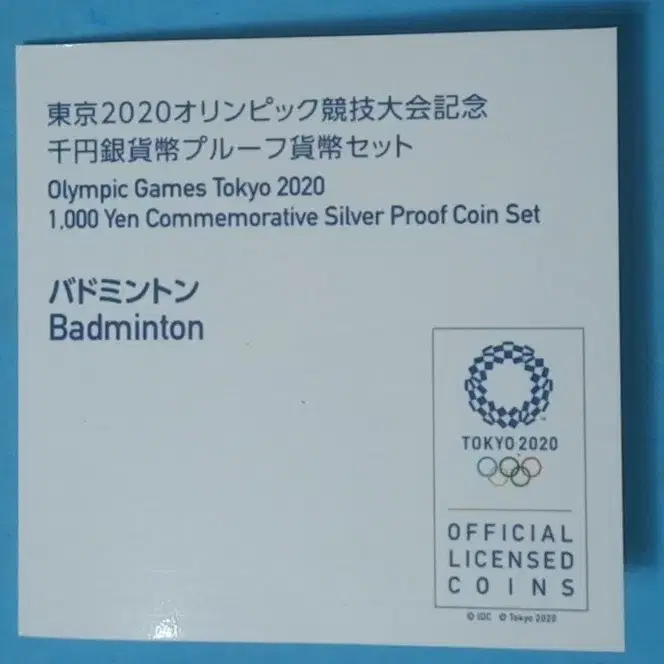 東京2020オリンピック競技大会記念
千円銀貨幣プルーフ貨幣セット
Olympic Games Tokyo 2020
1,000 Yen Commemorative Silver Proof Coin Set
バドミントン
Badminton
TOKYO 2020
OFFICIAL
LICENSED
COINS
© IOC © Tokyo 2020